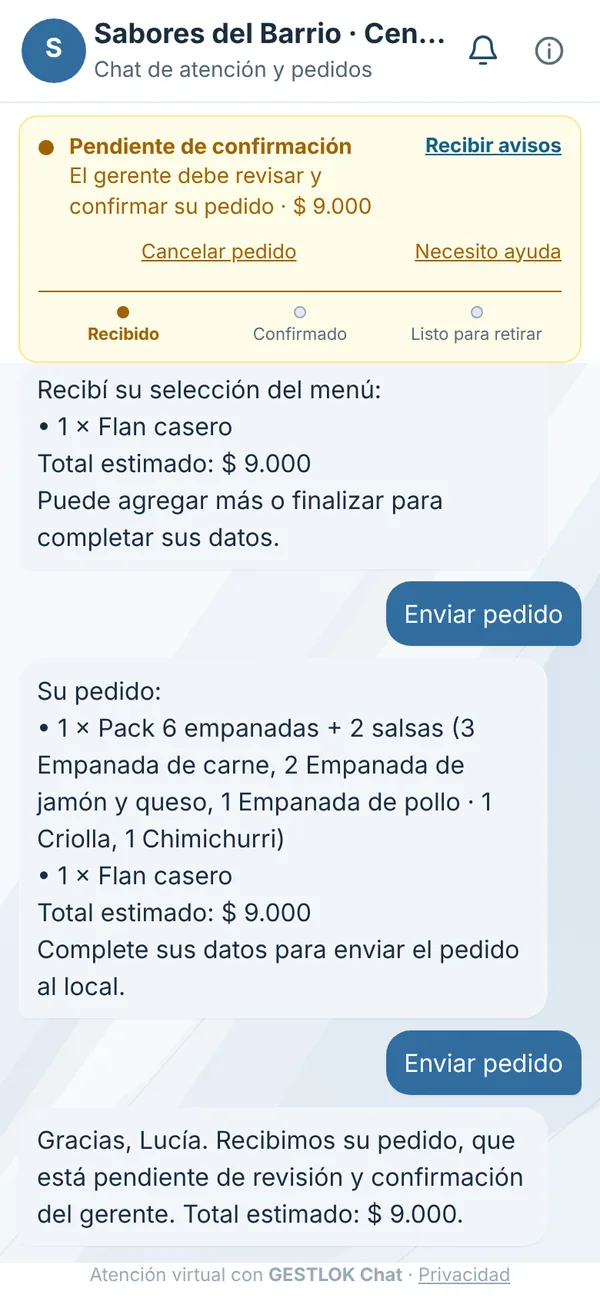 S
Sabores del Barrio · Cen...
Chat de atención y pedidos
Pendiente de confirmación
Recibir avisos
El gerente debe revisar y
confirmar su pedido · $ 9.000
Cancelar pedido
Necesito ayuda
Recibido
Confirmado
Listo para retirar
Recibí su selección del menú:
• 1 × Flan casero
Total estimado: $ 9.000
Puede agregar más o finalizar para
completar sus datos.
Enviar pedido
Su pedido:
• 1 × Pack 6 empanadas + 2 salsas (3
Empanada de carne, 2 Empanada de
jamón y queso, 1 Empanada de pollo · 1
Criolla, 1 Chimichurri)
• 1 × Flan casero
Total estimado: $ 9.000
Complete sus datos para enviar el pedido
al local.
Enviar pedido
Gracias, Lucía. Recibimos su pedido, que
está pendiente de revisión y confirmación
del gerente. Total estimado: $ 9.000.
Atención virtual con GESTLOK Chat · Privacidad